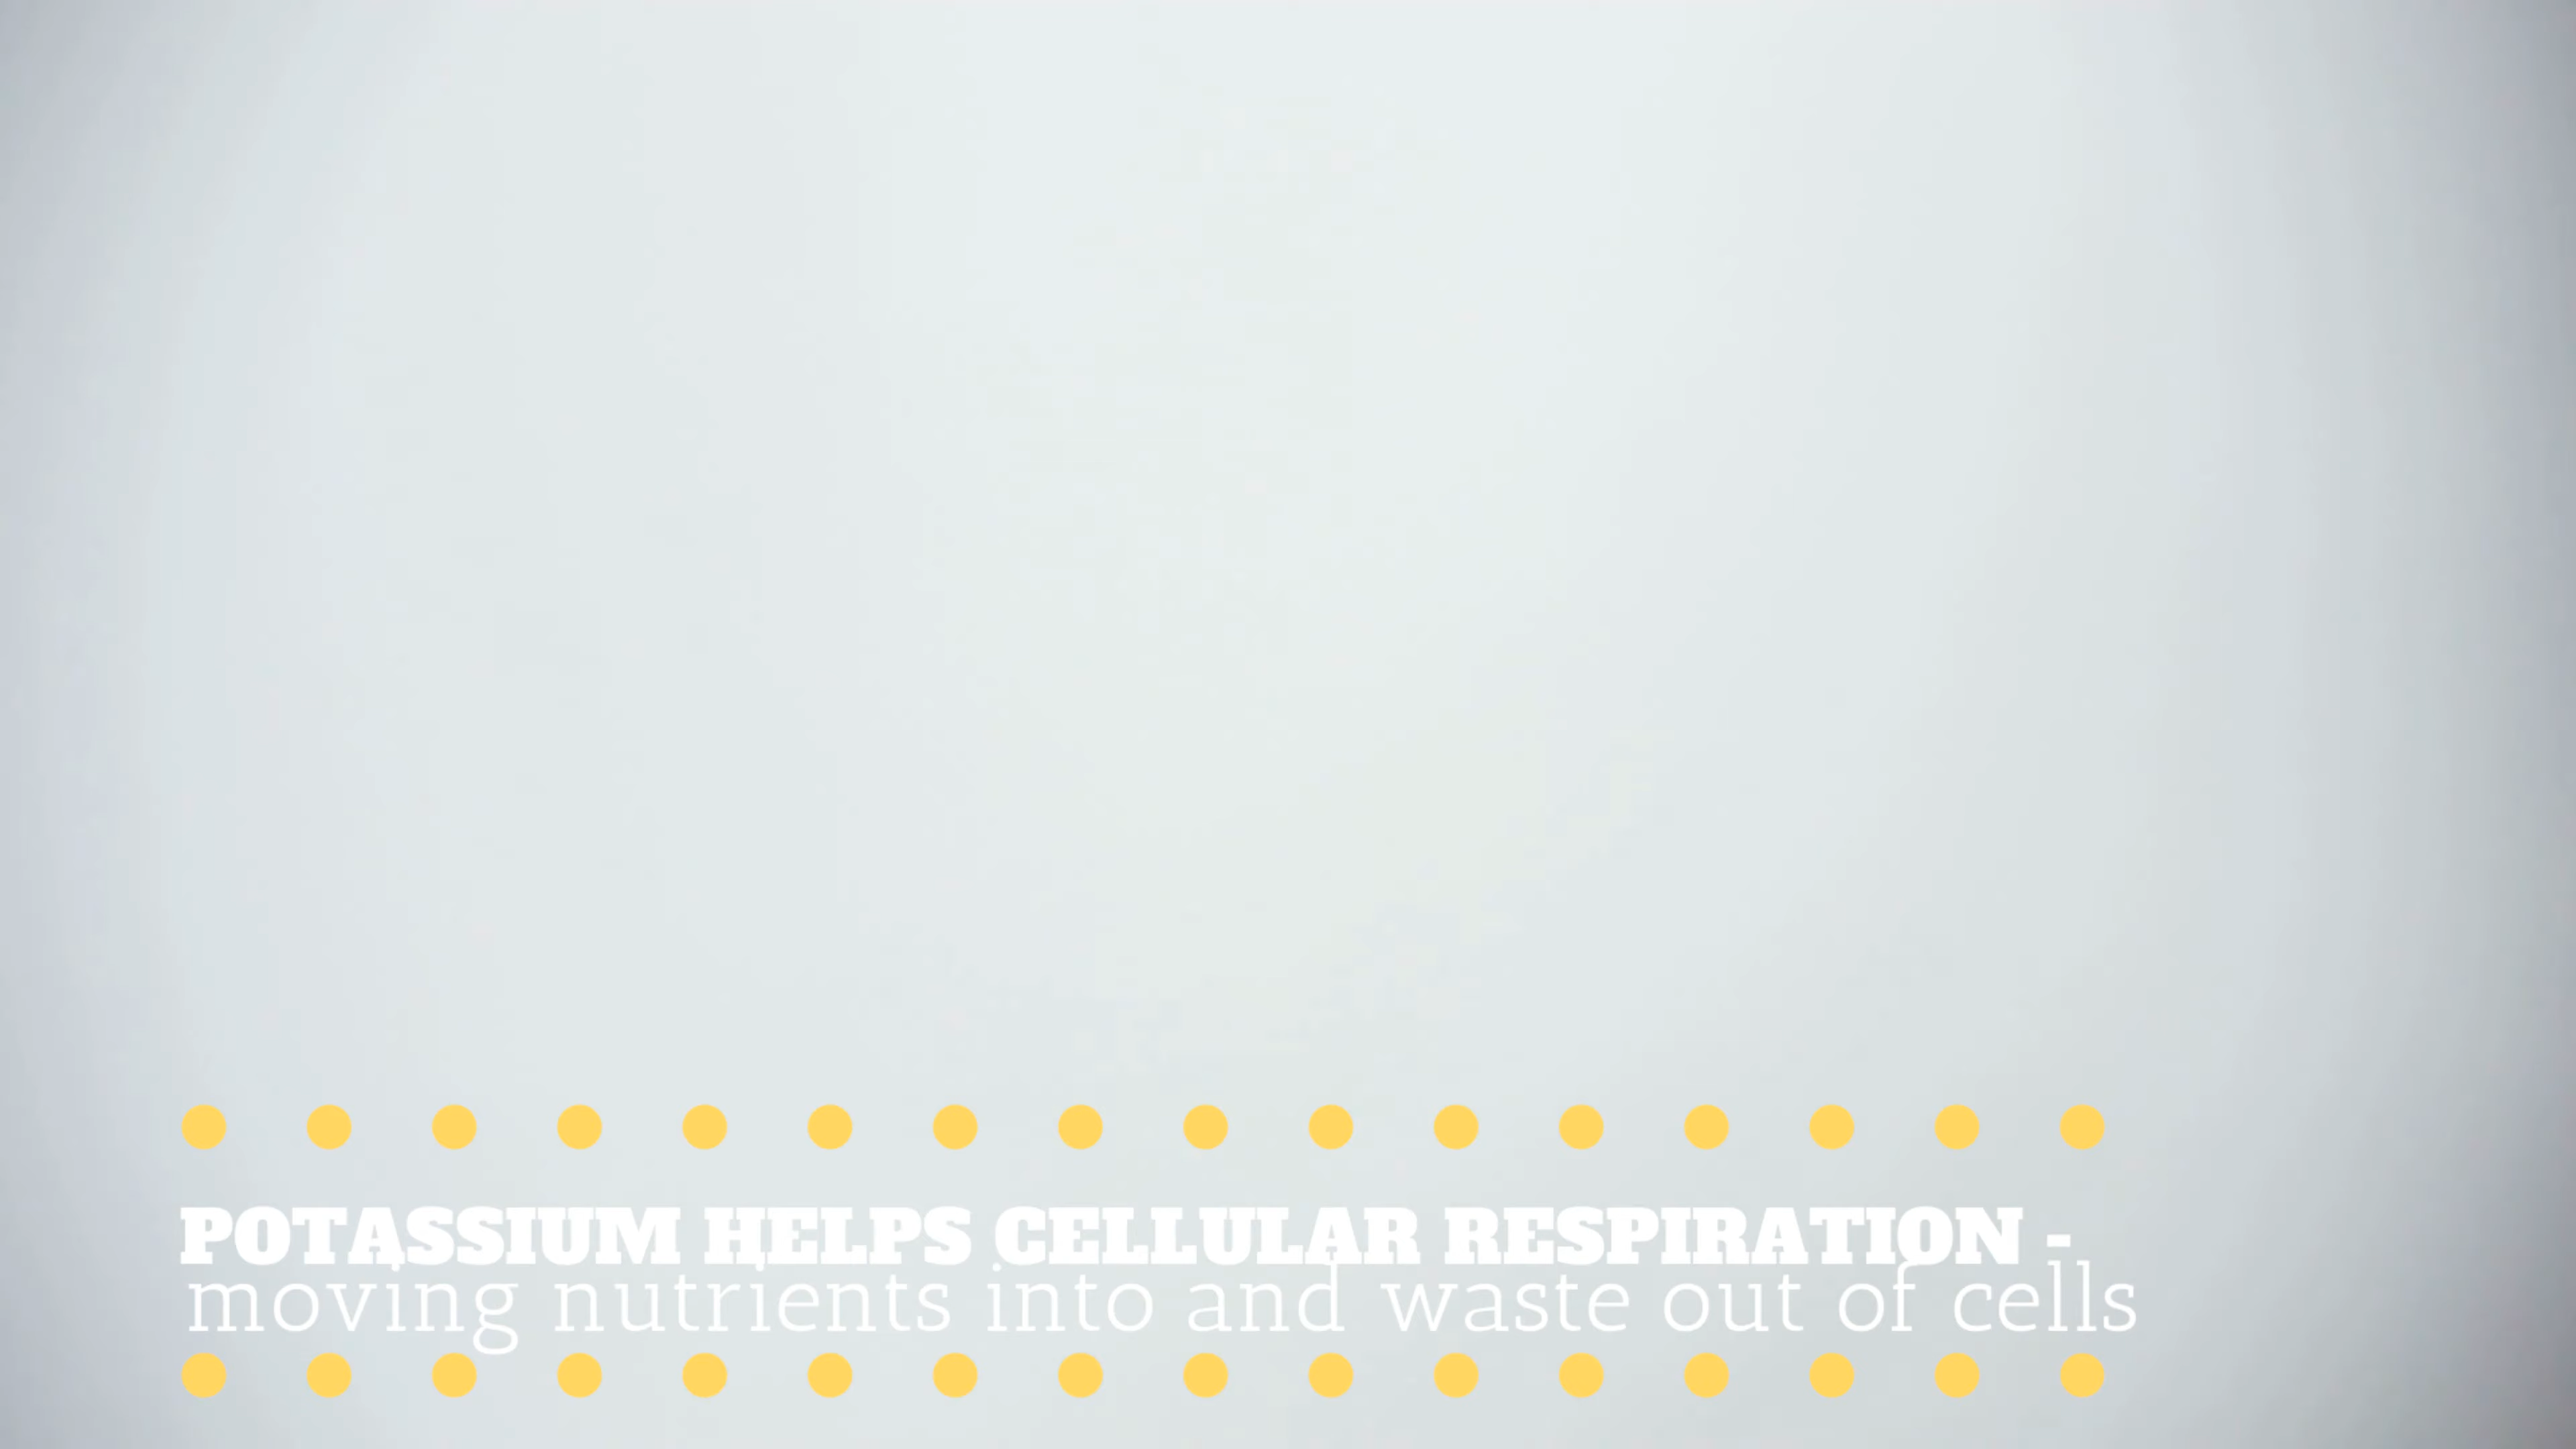 POTASSIUM HELPS CELLULAR RESPIRATION -
moving nutrients into and waste out of cells